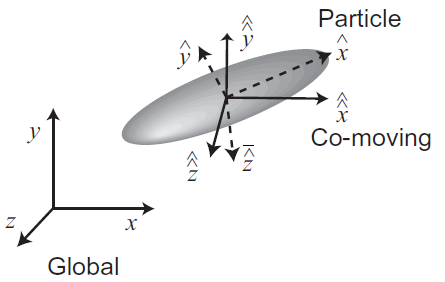 Particle
ŷ
ŷ̂
x̂
x̂̂
Co-moving
ẑ̂
z̄̂
y
z
x
Global